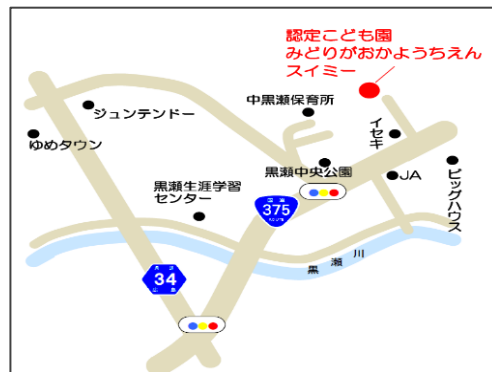 認定こども園
みどりがおかようちえん
スイミー
中黒瀬保育所
ジュンテンドー
イセキ
ゆめタウン
黒瀬中央公園
JA
ビッグハウス
黒瀬生涯学習
センター
375
黒瀬川
34